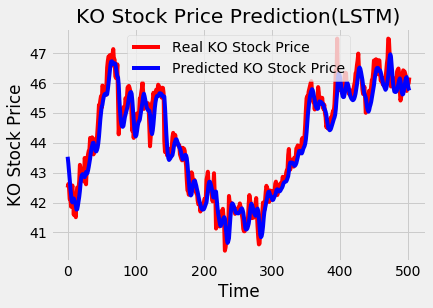 KO Stock Price Prediction(LSTM)
Real KO Stock Price
Predicted KO Stock Price
KO Stock Price
47
46
45
44
43
42
41
0 100 200 300 400 500
Time